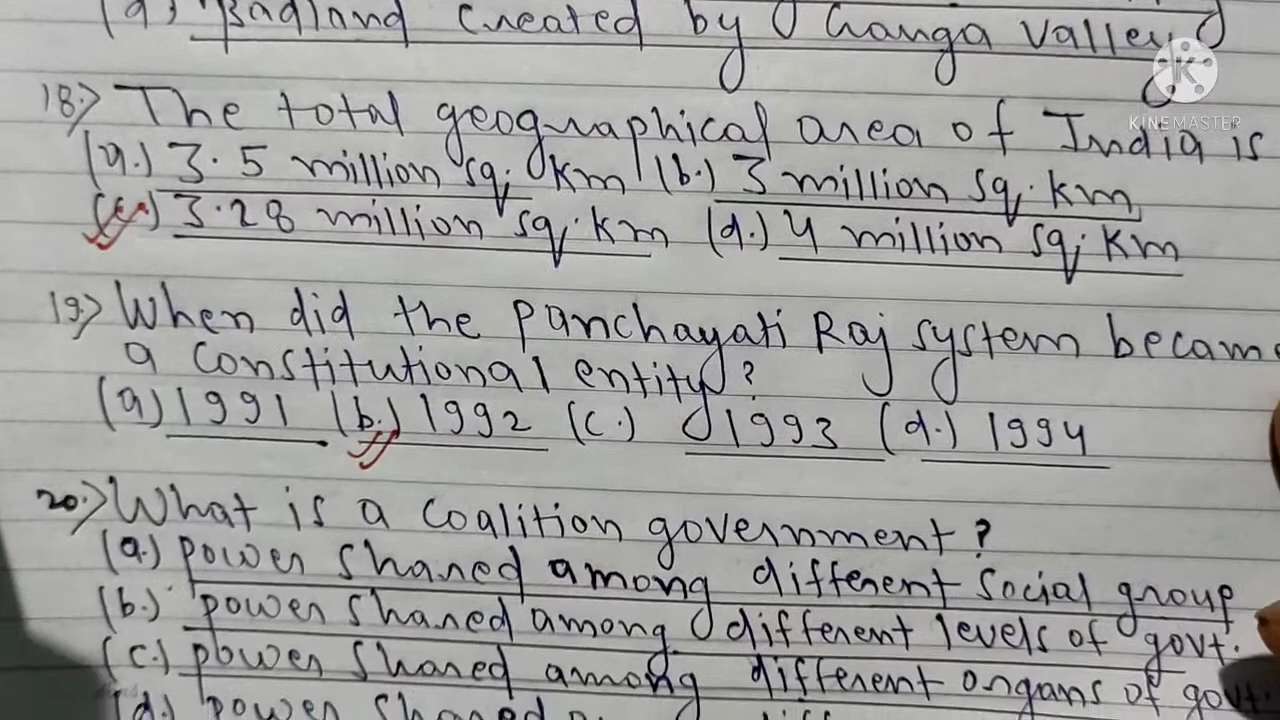 (d.) Badland created by Ganga Valley
KINEMASTER
18.> The total geographical area of India is
(a.) 3.5 million sq. km (b.) 3 million sq. km
(c.) 3.28 million sq. km (d.) 4 million sq. km
19.> When did the Panchayati Raj system became
a constitutional entity?
(a) 1991 (b.) 1992 (c.) 1993 (d.) 1994
20.> What is a coalition government?
(a.) power shared among different social group
(b.) power shared among different levels of govt.
(c.) power shared among different organs of govt.
(d.) power shared